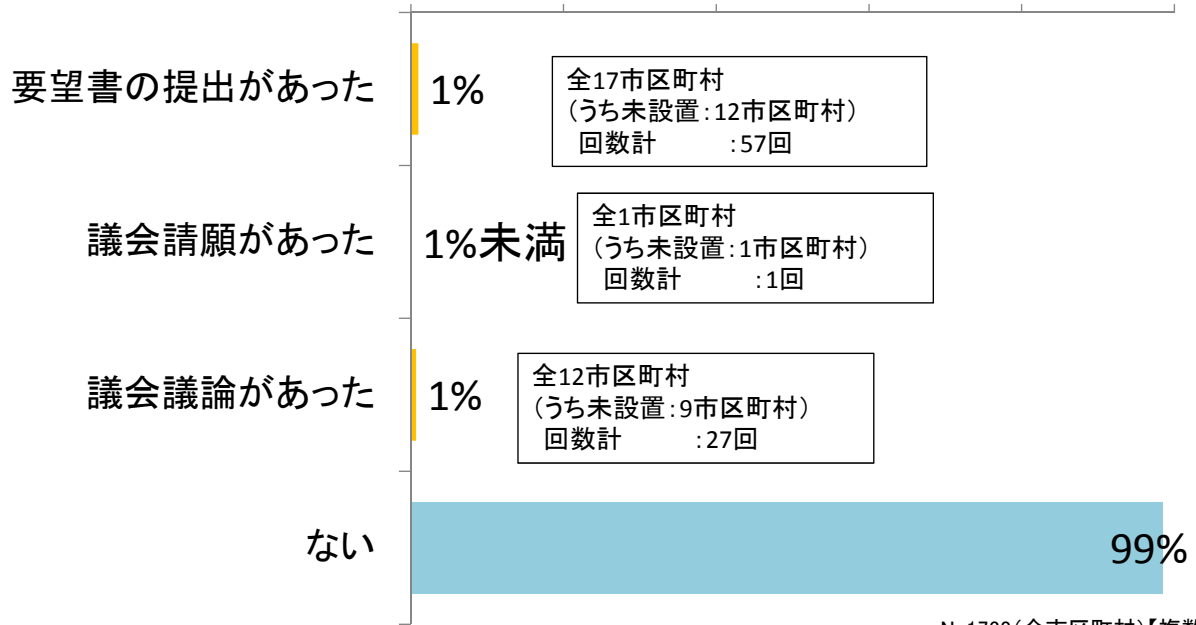 要望書の提出があった
1%
全17市区町村
(うち未設置:12市区町村)
回数計 :57回
議会請願があった
1%未満
全1市区町村
(うち未設置:1市区町村)
回数計 :1回
議会議論があった
1%
全12市区町村
(うち未設置:9市区町村)
回数計 :27回
ない
99%